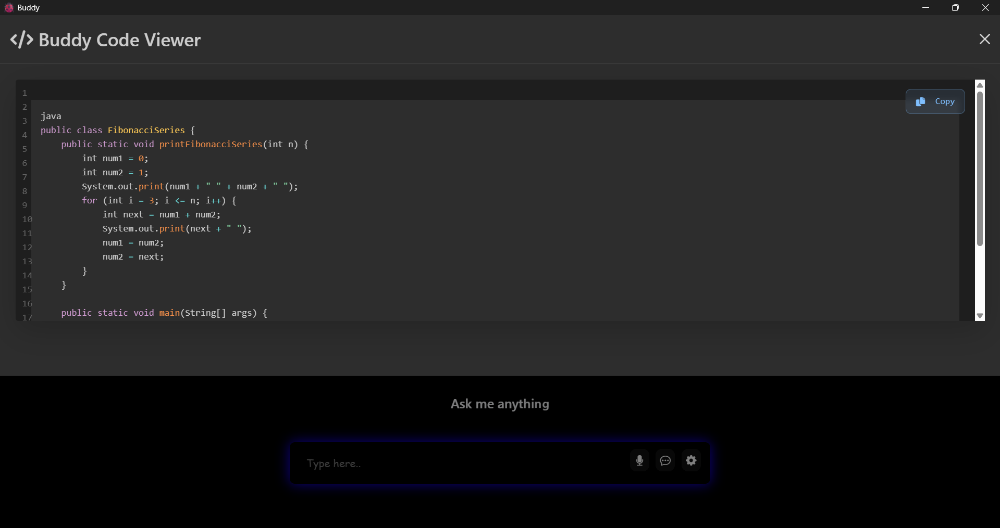 Buddy
</> Buddy Code Viewer
Copy
1
2
3
4
5
6
7
8
9
10
11
12
13
14
15
16
17
java
public class FibonacciSeries {
    public static void printFibonacciSeries(int n) {
        int num1 = 0;
        int num2 = 1;
        System.out.print(num1 + " " + num2 + " ");
        for (int i = 3; i <= n; i++) {
            int next = num1 + num2;
            System.out.print(next + " ");
            num1 = num2;
            num2 = next;
        }
    }
    public static void main(String[] args) {
Ask me anything
Type here..